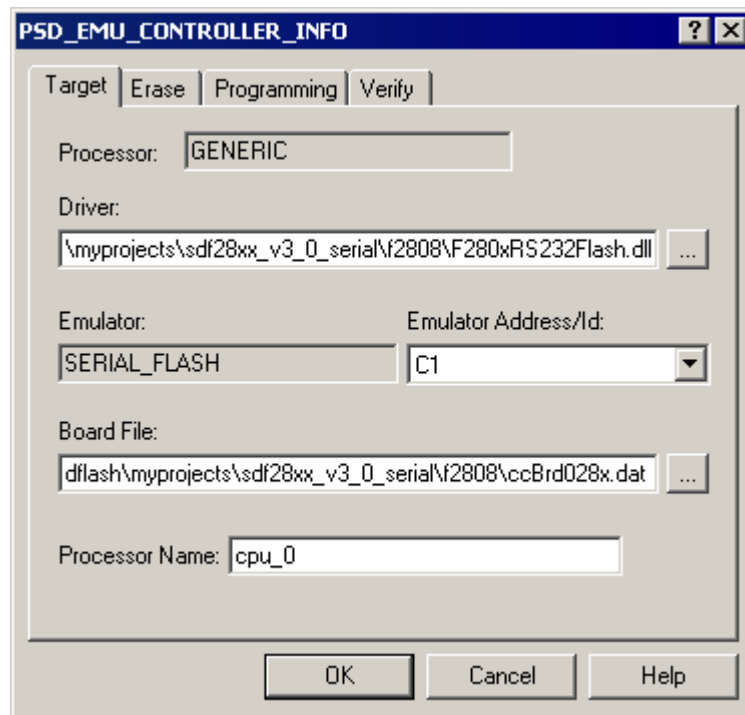 PSD_EMU_CONTROLLER_INFO
Target Erase Programming Verify
Processor: GENERIC
Driver:
\myprojects\sdf28xx_v3_0_serial\f2808\F280xRS232Flash.dll ...
Emulator: Emulator Address/Id:
SERIAL_FLASH C1
Board File:
dflash\myprojects\sdf28xx_v3_0_serial\f2808\ccBrd028x.dat ...
Processor Name: cpu_0
OK Cancel Help